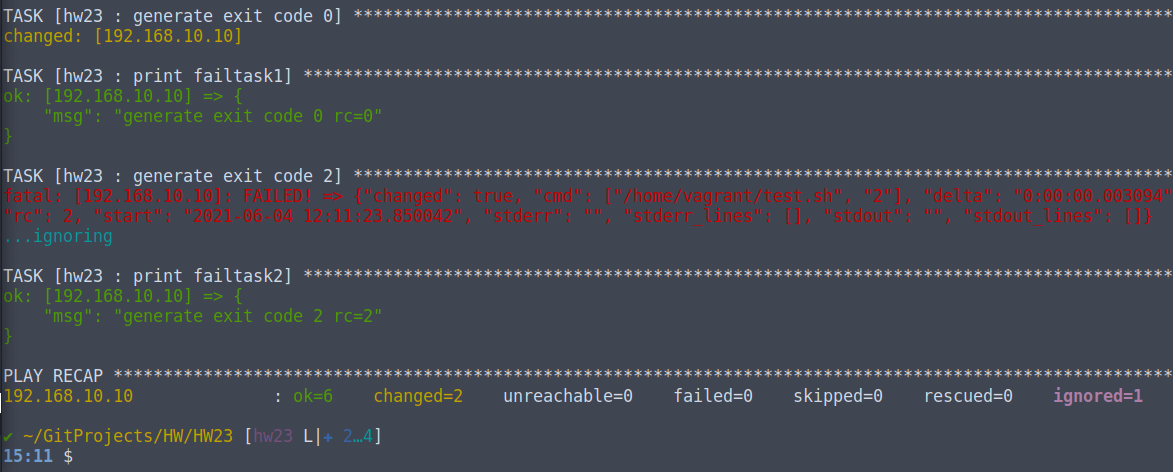 TASK [hw23 : generate exit code 0] **********************************************************************************
changed: [192.168.10.10]
TASK [hw23 : print failtask1] ***************************************************************************************
ok: [192.168.10.10] => {
    "msg": "generate exit code 0 rc=0"
}
TASK [hw23 : generate exit code 2] **********************************************************************************
fatal: [192.168.10.10]: FAILED! => {"changed": true, "cmd": ["/home/vagrant/test.sh", "2"], "delta": "0:00:00.003094"
"rc": 2, "start": "2021-06-04 12:11:23.850042", "stderr": "", "stderr_lines": [], "stdout": "", "stdout_lines": []}
...ignoring
TASK [hw23 : print failtask2] ***************************************************************************************
ok: [192.168.10.10] => {
    "msg": "generate exit code 2 rc=2"
}
PLAY RECAP **********************************************************************************************************
192.168.10.10              : ok=6    changed=2    unreachable=0    failed=0    skipped=0    rescued=0    ignored=1
✔ ~/GitProjects/HW/HW23 [hw23 L|✚ 2…4]
15:11 $